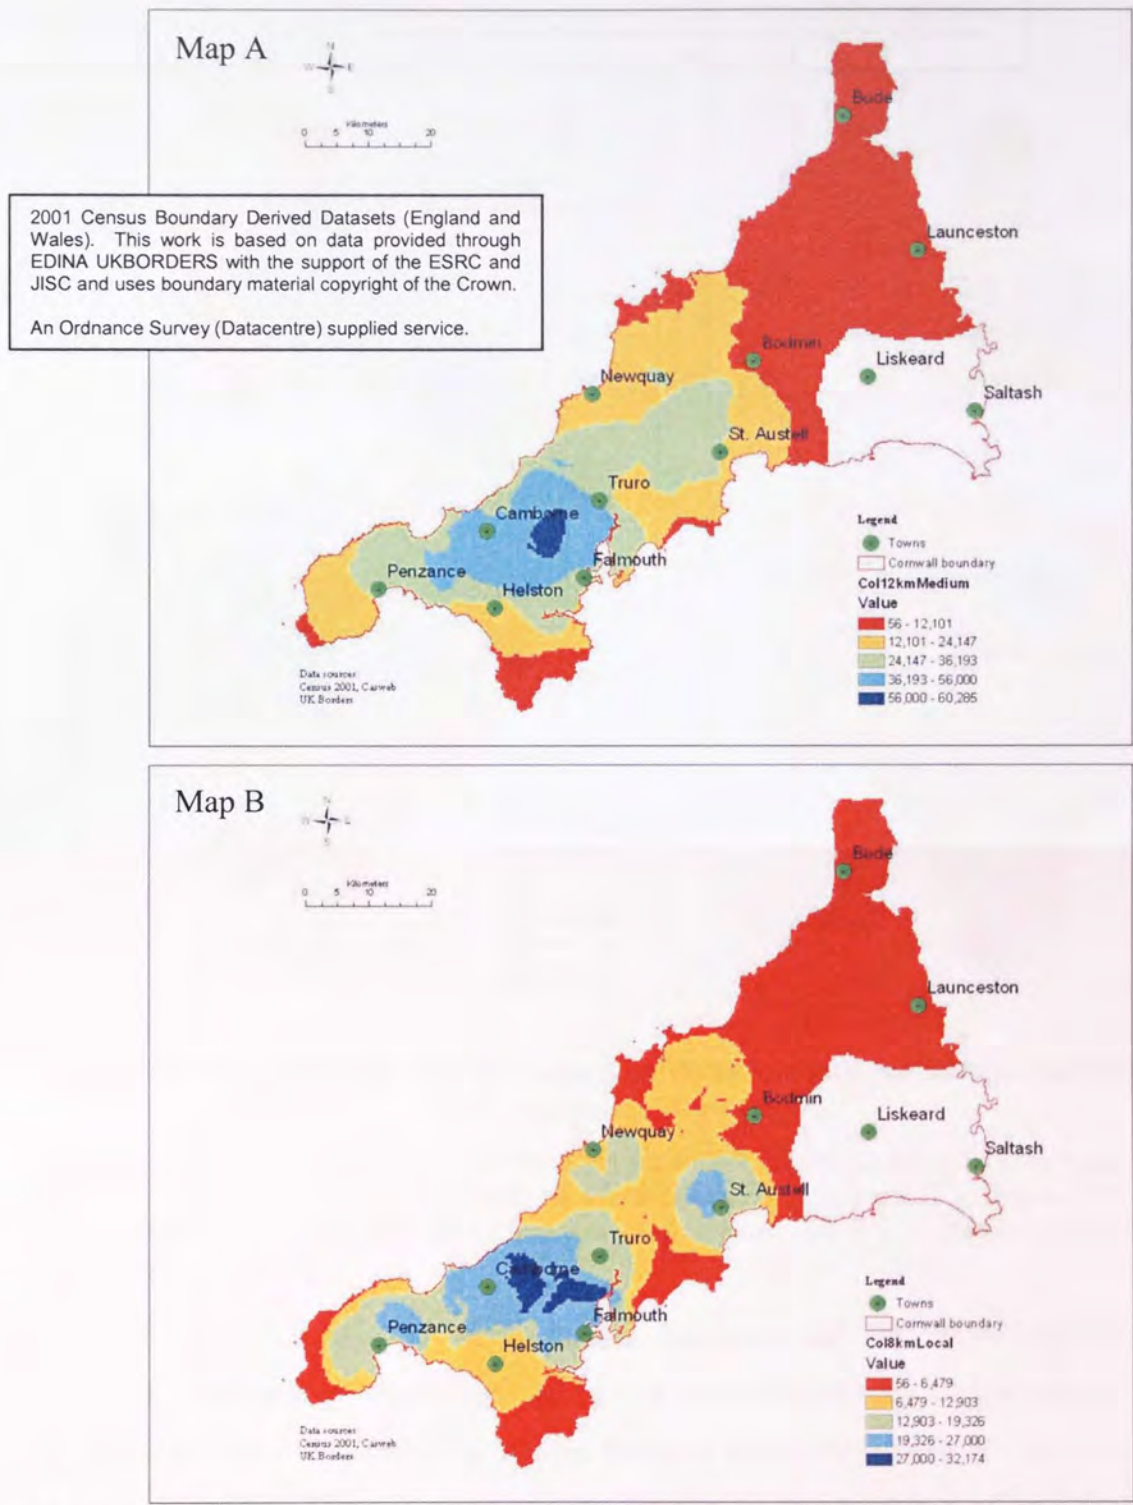 Map A
N
W E
S
Kilometers
0 5 10 20
2001 Census Boundary Derived Datasets (England and
Wales). This work is based on data provided through
EDINA UKBORDERS with the support of the ESRC and
JISC and uses boundary material copyright of the Crown.
An Ordnance Survey (Datacentre) supplied service.
Bude
Launceston
Bodmin
Liskeard
Newquay
Saltash
St. Austell
Truro
Camborne
Falmouth
Penzance
Helston
Legend
Towns
Cornwall boundary
Col12kmMedium
Value
56 - 12,101
12,101 - 24,147
24,147 - 36,193
36,193 - 56,000
56,000 - 60,285
Data sources:
Census 2001, Casweb
UK Borders
Map B
N
W E
S
Kilometers
0 5 10 20
Bude
Launceston
Bodmin
Liskeard
Newquay
Saltash
St. Austell
Truro
Camborne
Falmouth
Penzance
Helston
Legend
Towns
Cornwall boundary
Col8kmLocal
Value
56 - 6,479
6,479 - 12,903
12,903 - 19,326
19,326 - 27,000
27,000 - 32,174
Data sources:
Census 2001, Casweb
UK Borders